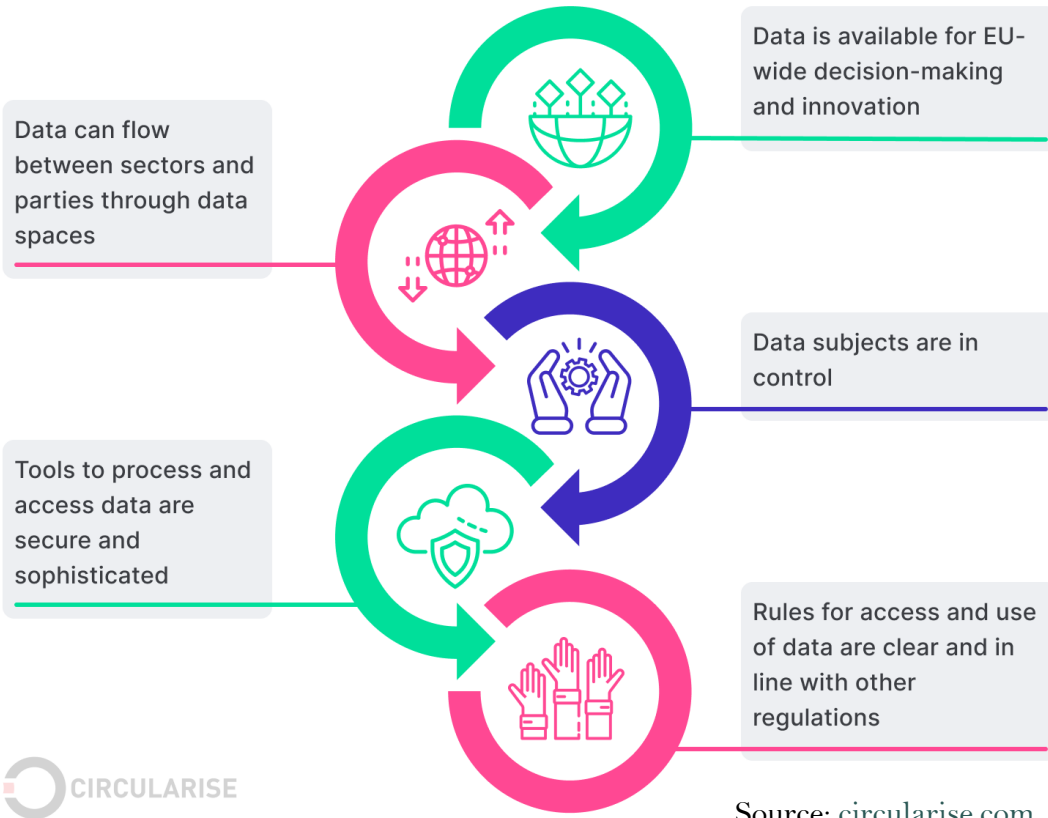 Data is available for EU-
wide decision-making
and innovation
Data can flow
between sectors and
parties through data
spaces
Data subjects are in
control
Tools to process and
access data are
secure and
sophisticated
Rules for access and use
of data are clear and in
line with other
regulations
CIRCULARISE
Source: circularise.com